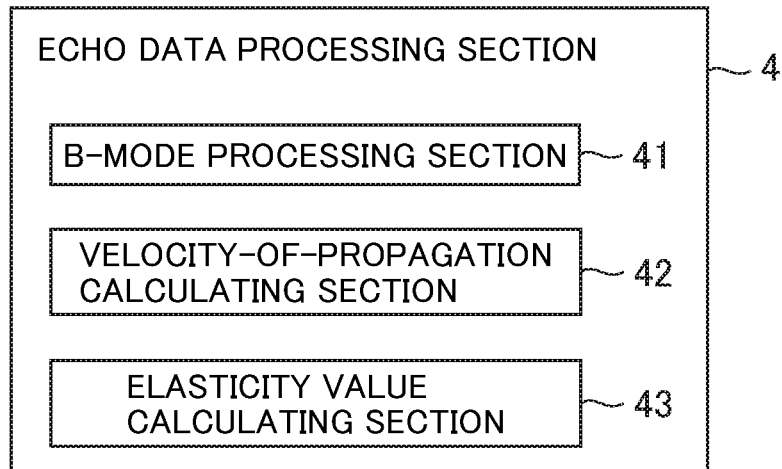 ECHO DATA PROCESSING SECTION
4
B-MODE PROCESSING SECTION
41
VELOCITY-OF-PROPAGATION
CALCULATING SECTION
42
ELASTICITY VALUE
CALCULATING SECTION
43